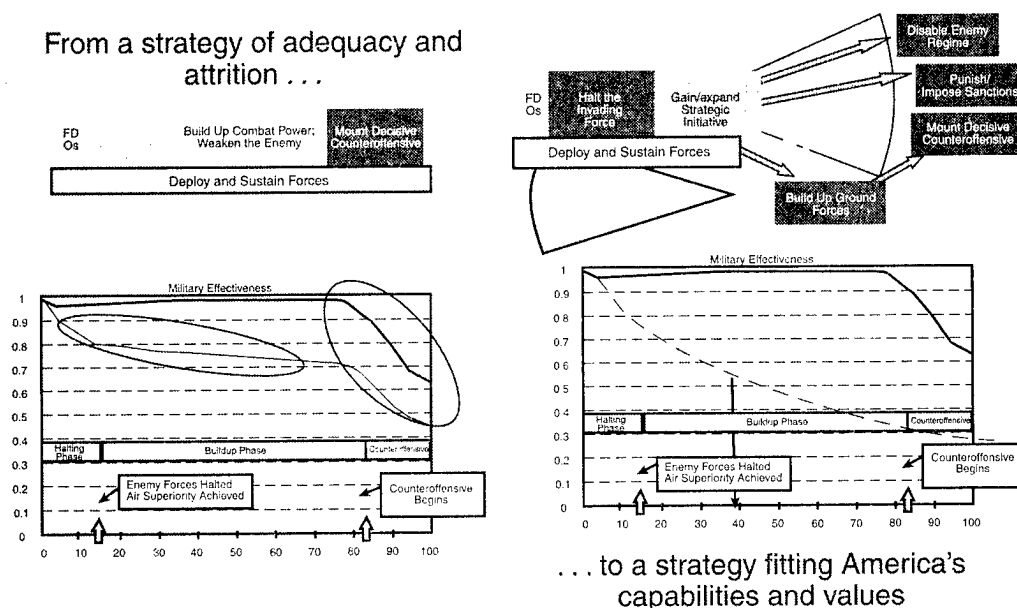 From a strategy of adequacy and
attrition . . .
FD
Os
Build Up Combat Power;
Weaken the Enemy
Mount Decisive
Counteroffensive
Deploy and Sustain Forces
Military Effectiveness
1
0.9
0.8
0.7
0.6
0.5
0.4
0.3
0.2
0.1
0
Halting
Phase
Buildup Phase
Counteroffensive
Enemy Forces Halted
Air Superiority Achieved
Counteroffensive
Begins
0 10 20 30 40 50 60 70 80 90 100
FD
Os
Halt the
Invading
Force
Gain/expand
Strategic
Initiative
Disable Enemy
Regime
Punish/
Impose Sanctions
Mount Decisive
Counteroffensive
Deploy and Sustain Forces
Build Up Ground
Forces
Military Effectiveness
1
0.9
0.8
0.7
0.6
0.5
0.4
0.3
0.2
0.1
0
Halting
Phase
Buildup Phase
Counteroffensive
Enemy Forces Halted
Air Superiority Achieved
Counteroffensive
Begins
0 10 20 30 40 50 60 70 80 90 100
. . . to a strategy fitting America's
capabilities and values